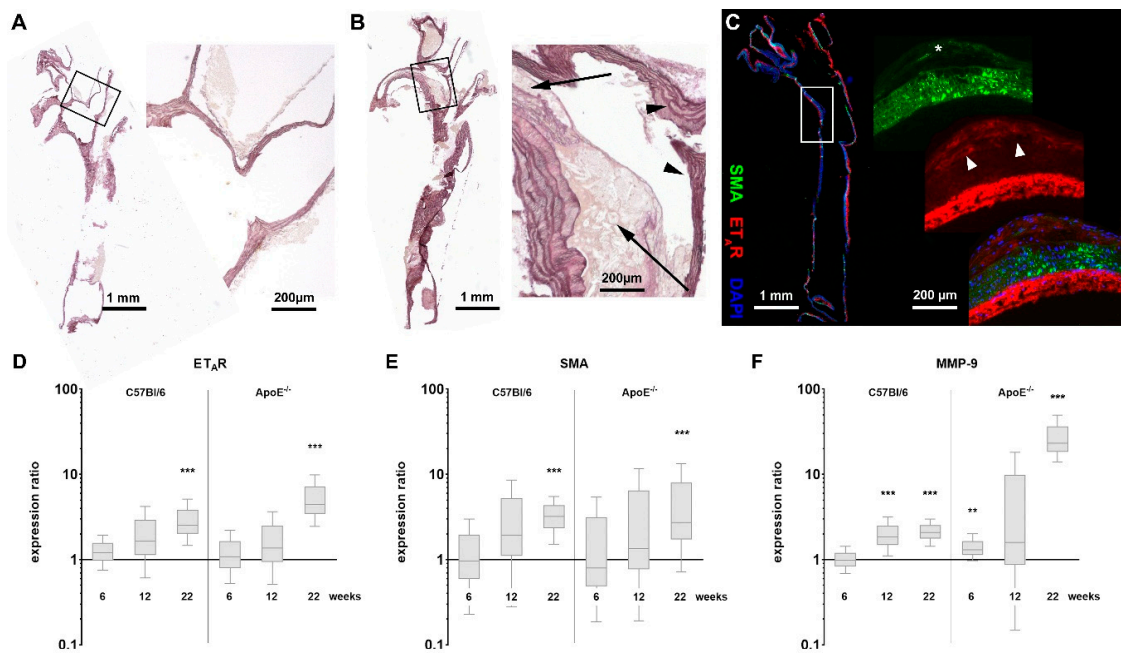 A
B
C
1 mm
200µm
1 mm
200µm
SMA ETAR DAPI
*
1 mm
200 µm
D
ETAR
C57Bl/6
ApoE-/-
expression ratio
100
10
1
0.1
***
***
6
12
22
6
12
22
weeks
E
SMA
C57Bl/6
ApoE-/-
expression ratio
100
10
1
0.1
***
***
6
12
22
6
12
22
weeks
F
MMP-9
C57Bl/6
ApoE-/-
expression ratio
100
10
1
0.1
***
***
**
***
6
12
22
6
12
22
weeks